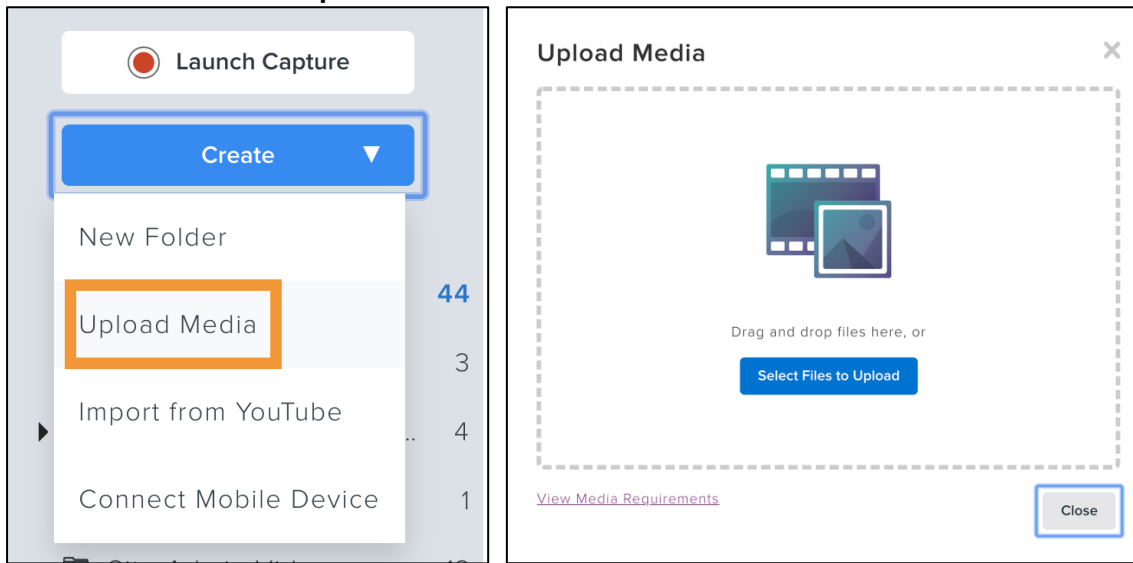 Launch Capture
Create
New Folder
44
Upload Media
3
Import from YouTube
.. 4
Connect Mobile Device
1
Upload Media
Drag and drop files here, or
Select Files to Upload
View Media Requirements
Close